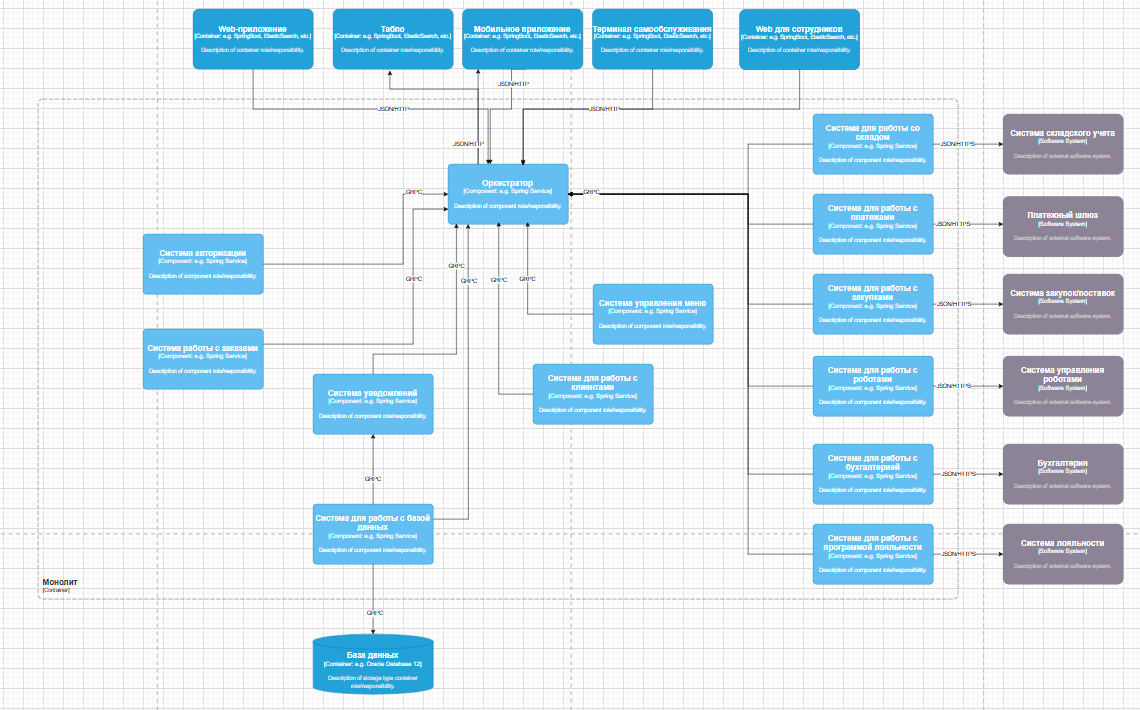 Web-приложение
[Container: e.g. SpringBoot, ElasticSearch, etc.]
Description of container role/responsibility.
Табло
[Container: e.g. SpringBoot, ElasticSearch, etc.]
Description of container role/responsibility.
Мобильное приложение
[Container: e.g. SpringBoot, ElasticSearch, etc.]
Description of container role/responsibility.
Терминал самообслуживания
[Container: e.g. SpringBoot, ElasticSearch, etc.]
Description of container role/responsibility.
Web для сотрудников
[Container: e.g. SpringBoot, ElasticSearch, etc.]
Description of container role/responsibility.
JSON/HTTP
JSON/HTTP
JSON/HTTP
JSON/HTTP
Оркестратор
[Component: e.g. Spring Service]
Description of component role/responsibility.
GRPC
GRPC
Система авторизации
[Component: e.g. Spring Service]
Description of component role/responsibility.
GRPC
GRPC
GRPC
GRPC
GRPC
Система управления меню
[Component: e.g. Spring Service]
Description of component role/responsibility.
Система работы с заказами
[Component: e.g. Spring Service]
Description of component role/responsibility.
Система уведомлений
[Component: e.g. Spring Service]
Description of component role/responsibility.
Система для работы с
клиентами
[Component: e.g. Spring Service]
Description of component role/responsibility.
GRPC
Система для работы с базой
данных
[Component: e.g. Spring Service]
Description of component role/responsibility.
Монолит
[Container]
GRPC
База данных
[Container: e.g. Oracle Database 12]
Description of storage type container
role/responsibility.
Система для работы со
складом
[Component: e.g. Spring Service]
Description of component role/responsibility.
JSON/HTTPS
Система складского учета
[Software System]
Description of external software system.
Система для работы с
платежами
[Component: e.g. Spring Service]
Description of component role/responsibility.
JSON/HTTPS
Платежный шлюз
[Software System]
Description of external software system.
Система для работы с
закупками
[Component: e.g. Spring Service]
Description of component role/responsibility.
JSON/HTTPS
Система закупок/поставок
[Software System]
Description of external software system.
Система для работы с
роботами
[Component: e.g. Spring Service]
Description of component role/responsibility.
JSON/HTTPS
Система управления
роботами
[Software System]
Description of external software system.
Система для работы с
бухгалтерией
[Component: e.g. Spring Service]
Description of component role/responsibility.
JSON/HTTPS
Бухгалтерия
[Software System]
Description of external software system.
Система для работы с
программой лояльности
[Component: e.g. Spring Service]
Description of component role/responsibility.
JSON/HTTPS
Система лояльности
[Software System]
Description of external software system.